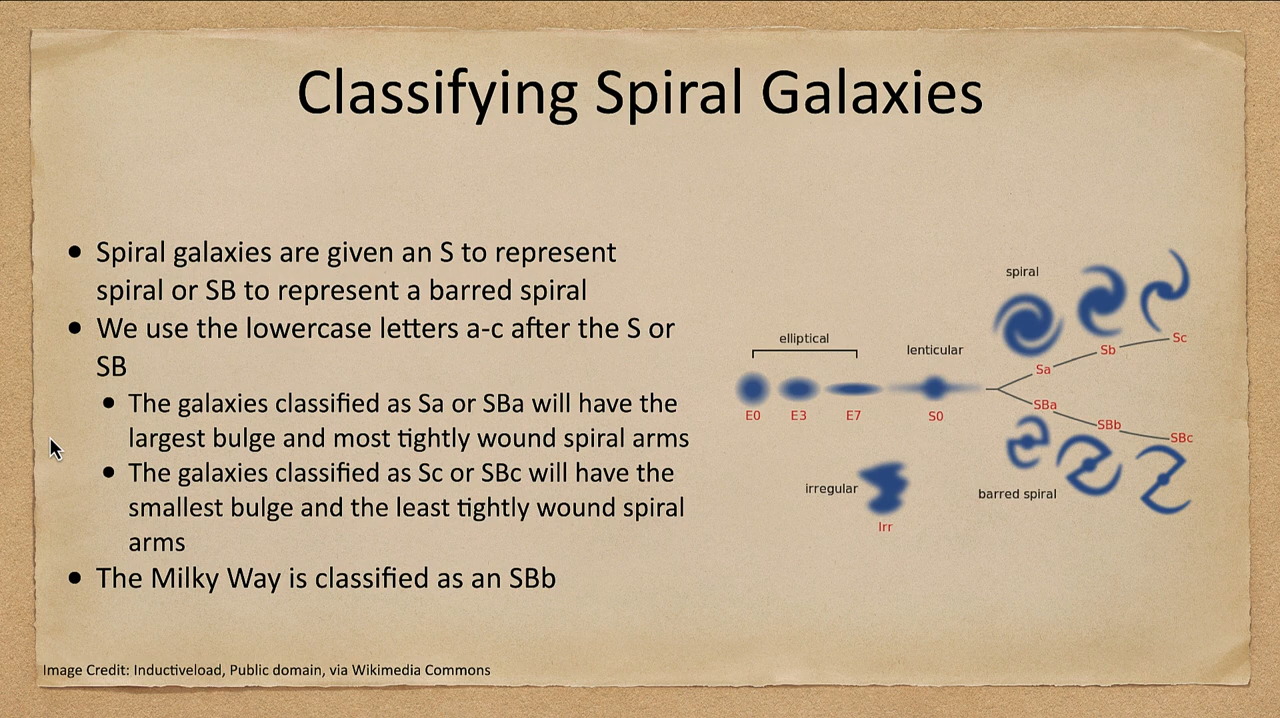 Classifying Spiral Galaxies
• Spiral galaxies are given an S to represent
spiral or SB to represent a barred spiral
• We use the lowercase letters a-c after the S or
SB
• The galaxies classified as Sa or SBa will have the
largest bulge and most tightly wound spiral arms
• The galaxies classified as Sc or SBc will have the
smallest bulge and the least tightly wound spiral
arms
• The Milky Way is classified as an SBb
spiral
Sc
Sb
Sa
elliptical
lenticular
E0
E3
E7
S0
SBa
SBb
SBc
barred spiral
irregular
Irr
Image Credit: Inductiveload, Public domain, via Wikimedia Commons